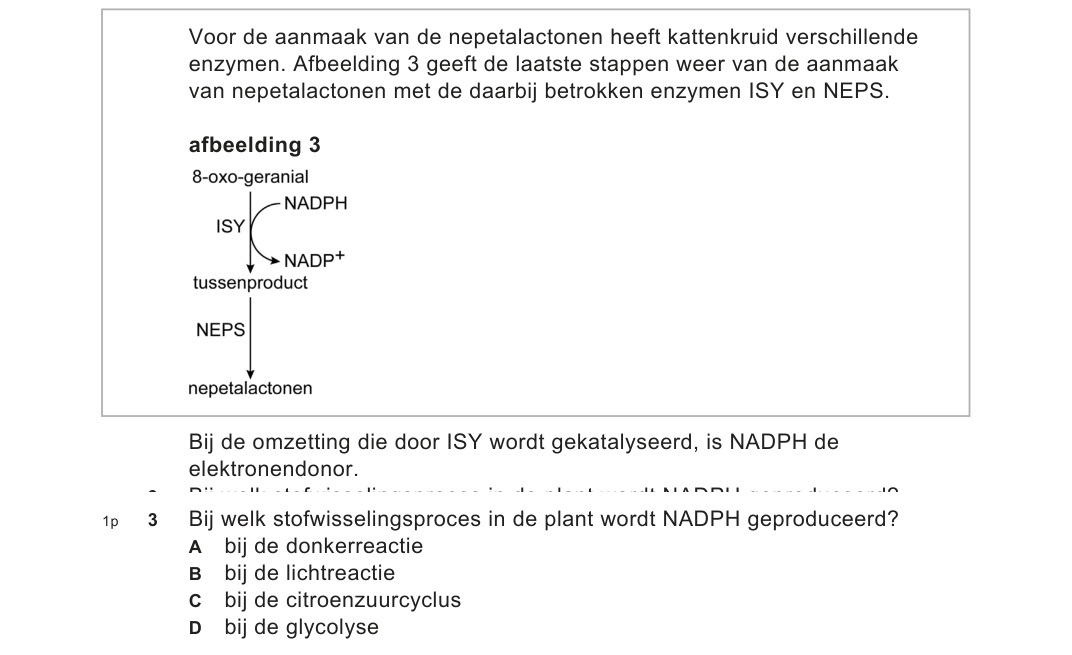 Voor de aanmaak van de nepetalactonen heeft kattenkruid verschillende
enzymen. Afbeelding 3 geeft de laatste stappen weer van de aanmaak
van nepetalactonen met de daarbij betrokken enzymen ISY en NEPS.
afbeelding 3
8-oxo-geranial
NADPH
ISY
NADP+
tussenproduct
NEPS
nepetalactonen
Bij de omzetting die door ISY wordt gekatalyseerd, is NADPH de
elektronendonor.
1p 3 Bij welk stofwisselingsproces in de plant wordt NADPH geproduceerd?
A bij de donkerreactie
B bij de lichtreactie
C bij de citroenzuurcyclus
D bij de glycolyse